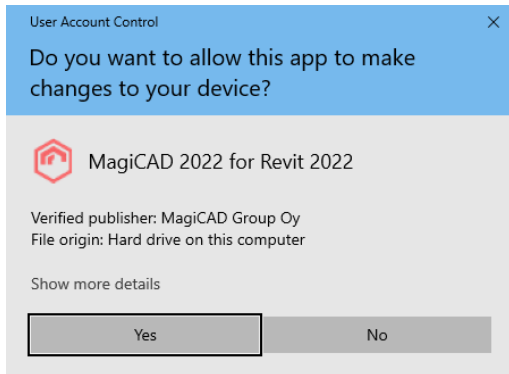 User Account Control
Do you want to allow this app to make
changes to your device?
MagiCAD 2022 for Revit 2022
Verified publisher: MagiCAD Group Oy
File origin: Hard drive on this computer
Show more details
Yes
No